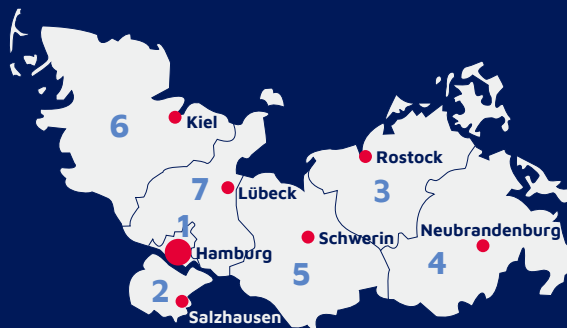 6
Kiel
Rostock
7
Lübeck
3
1
Neubrandenburg
Schwerin
Hamburg
4
5
2
Salzhausen